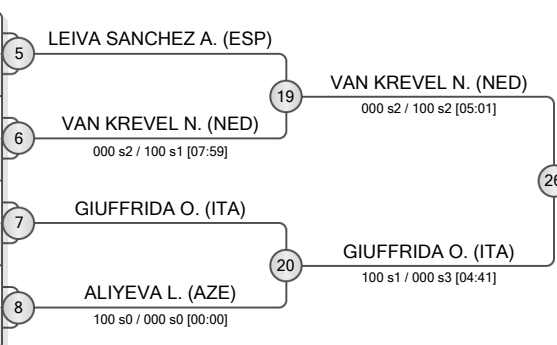 5
LEIVA SANCHEZ A. (ESP)
19
VAN KREVEL N. (NED)
000 s2 / 100 s2 [05:01]
6
VAN KREVEL N. (NED)
000 s2 / 100 s1 [07:59]
26
7
GIUFFRIDA O. (ITA)
20
GIUFFRIDA O. (ITA)
100 s1 / 000 s3 [04:41]
8
ALIYEVA L. (AZE)
100 s0 / 000 s0 [00:00]